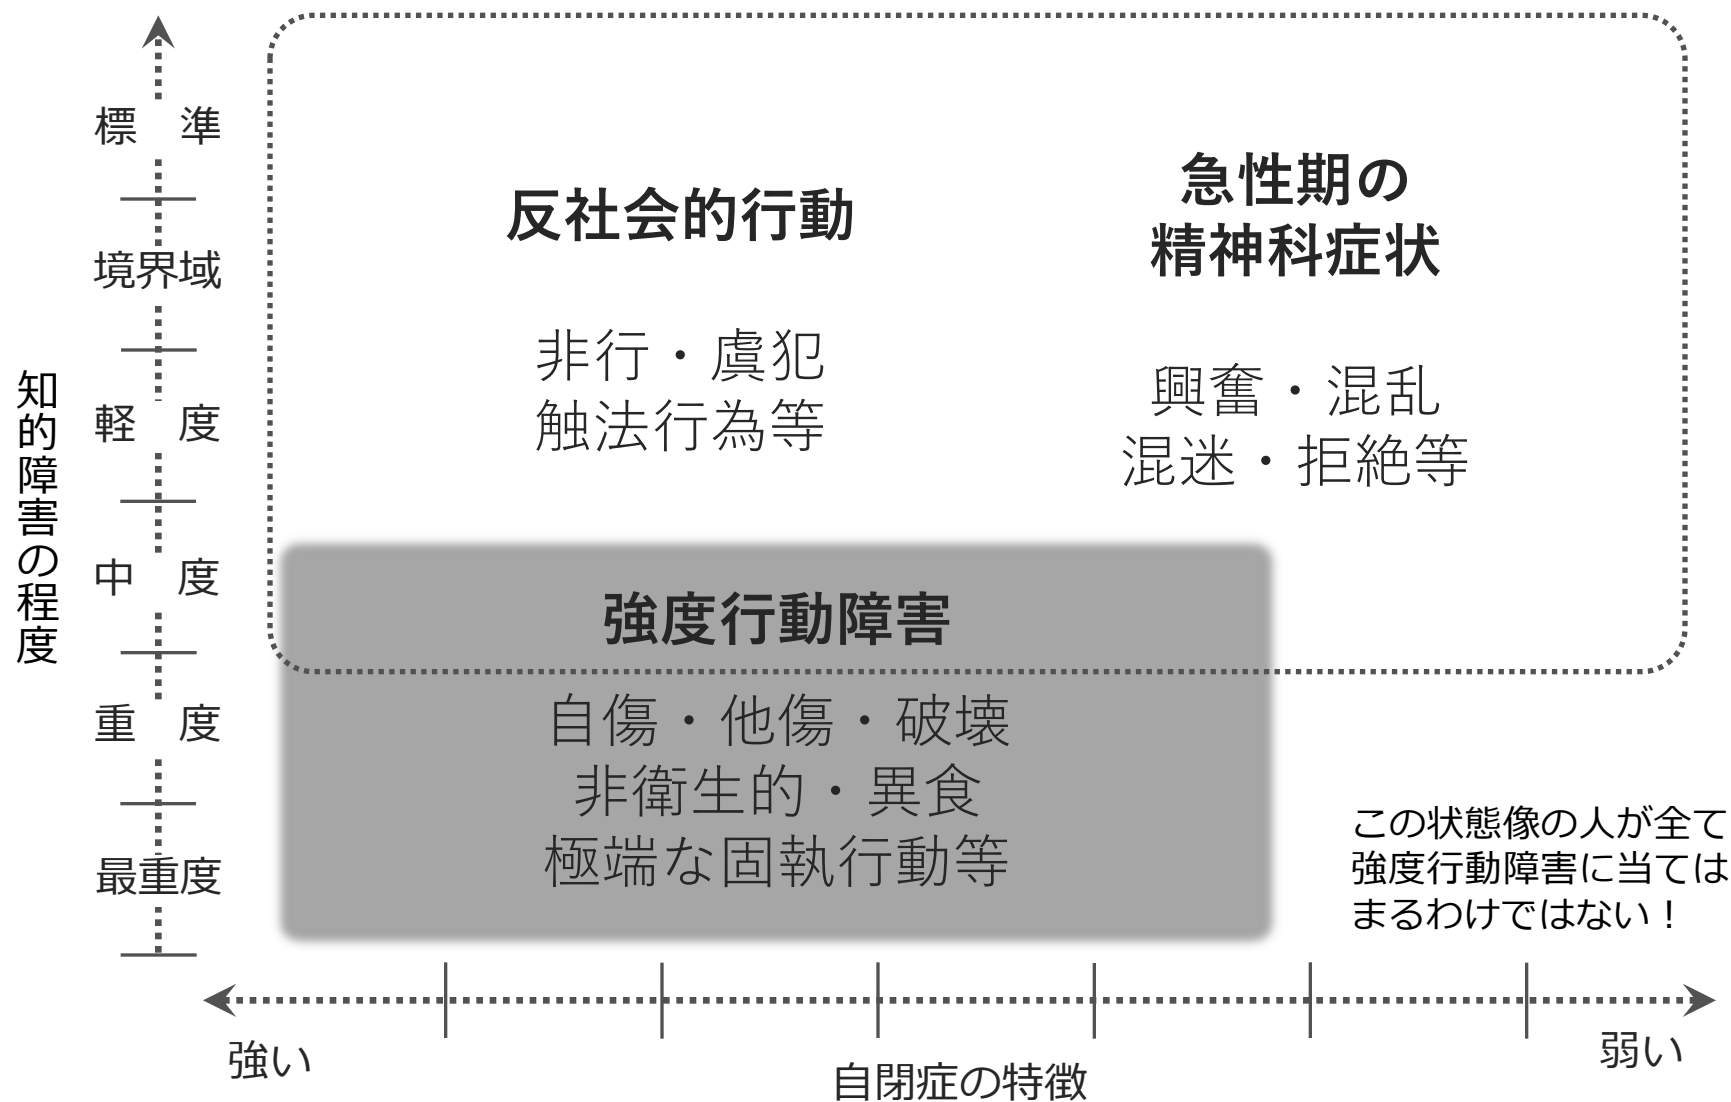 知的障害の程度
標　準
境界域
軽　度
中　度
重　度
最重度
反社会的行動
非行・虞犯
触法行為等
急性期の
精神科症状
興奮・混乱
混迷・拒絶等
強度行動障害
自傷・他傷・破壊
非衛生的・異食
極端な固執行動等
この状態像の人が全て
強度行動障害に当ては
まるわけではない！
強い
自閉症の特徴
弱い